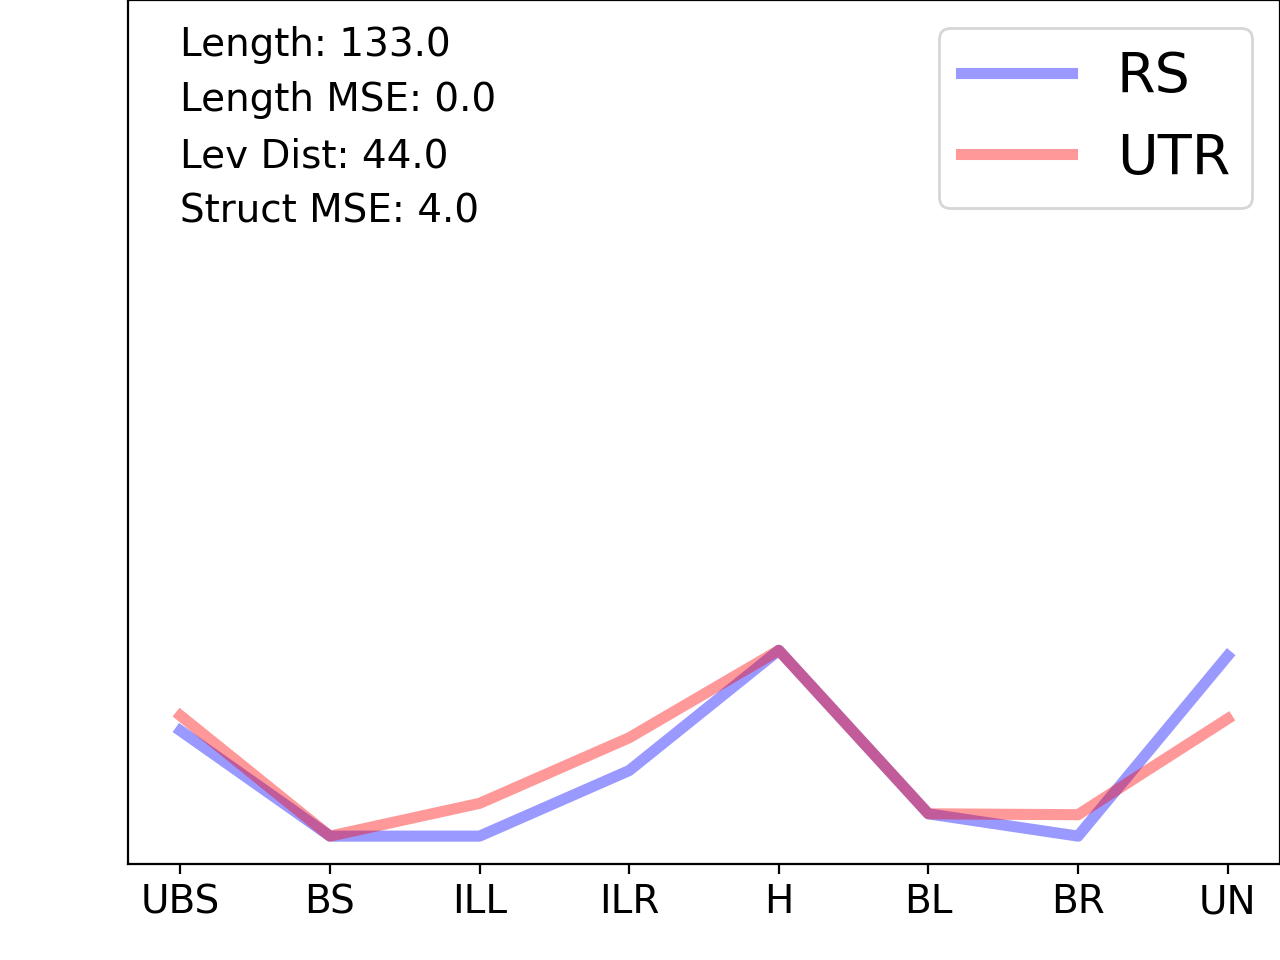 Length: 133.0
Length MSE: 0.0
Lev Dist: 44.0
Struct MSE: 4.0
RS
UTR
UBS BS ILL ILR H BL BR UN